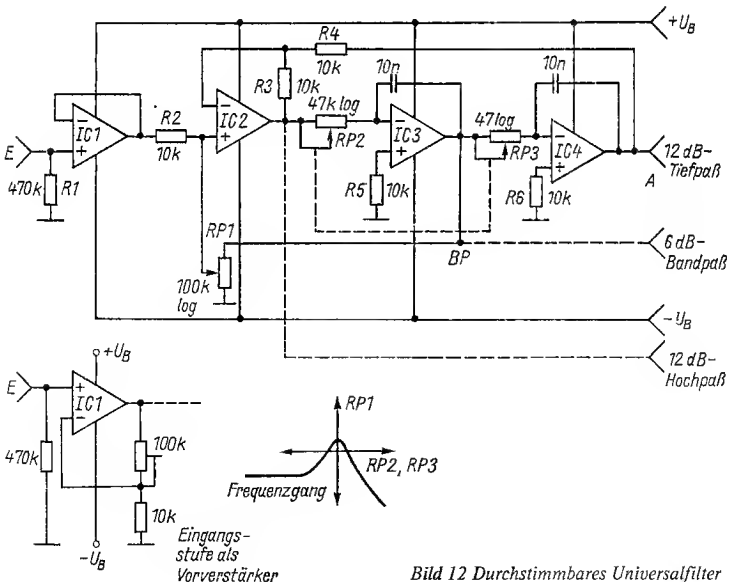 +U_B
R4
10k
R3
10k
10n
10n
47k log
RP2
47 log
RP3
IC1
R2
10k
IC2
IC3
IC4
E
470k
R1
R5
10k
R6
10k
12 dB-
Tiefpaß
A
RP1
100k
log
BP
6 dB-
Bandpaß
-U_B
12 dB-
Hochpaß
+U_B
E
IC1
470k
100k
10k
-U_B
Eingangs-
stufe als
Vorverstärker
RP1
RP2, RP3
Frequenzgang
Bild 12 Durchstimmbares Universalfilter